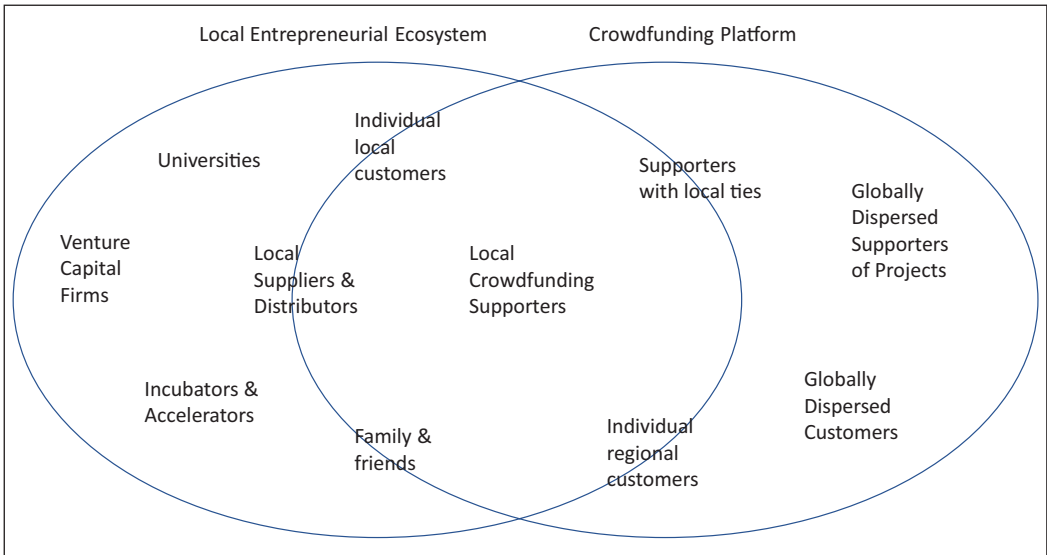 Local Entrepreneurial Ecosystem
Crowdfunding Platform
Individual
local
customers
Universities
Supporters
with local ties
Globally
Dispersed
Supporters
of Projects
Venture
Capital
Firms
Local
Suppliers &
Distributors
Local
Crowdfunding
Supporters
Incubators &
Accelerators
Globally
Dispersed
Customers
Family &
friends
Individual
regional
customers